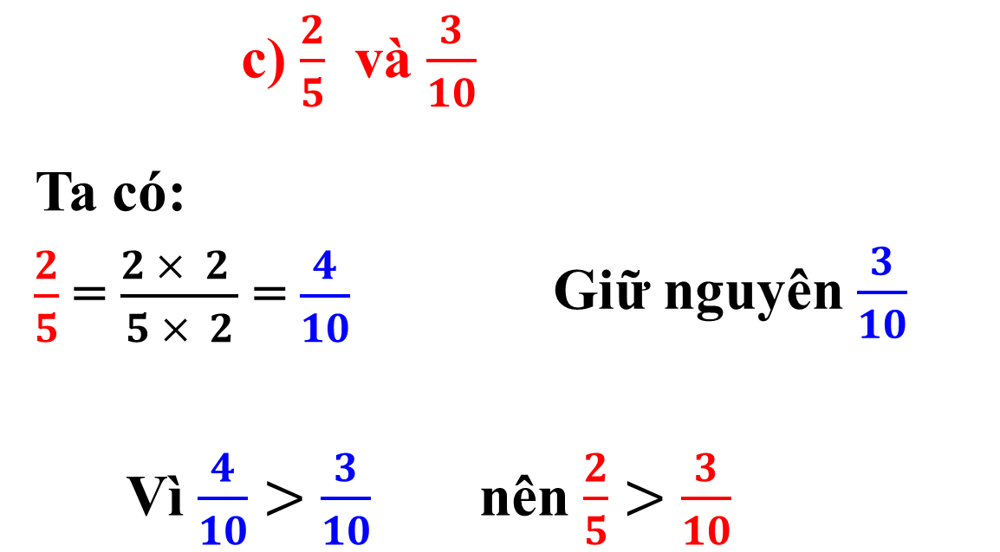 c) 2/5 và 3/10
Ta có:
2/5 = (2 × 2)/(5 × 2) = 4/10 Giữ nguyên 3/10
Vì 4/10 > 3/10 nên 2/5 > 3/10